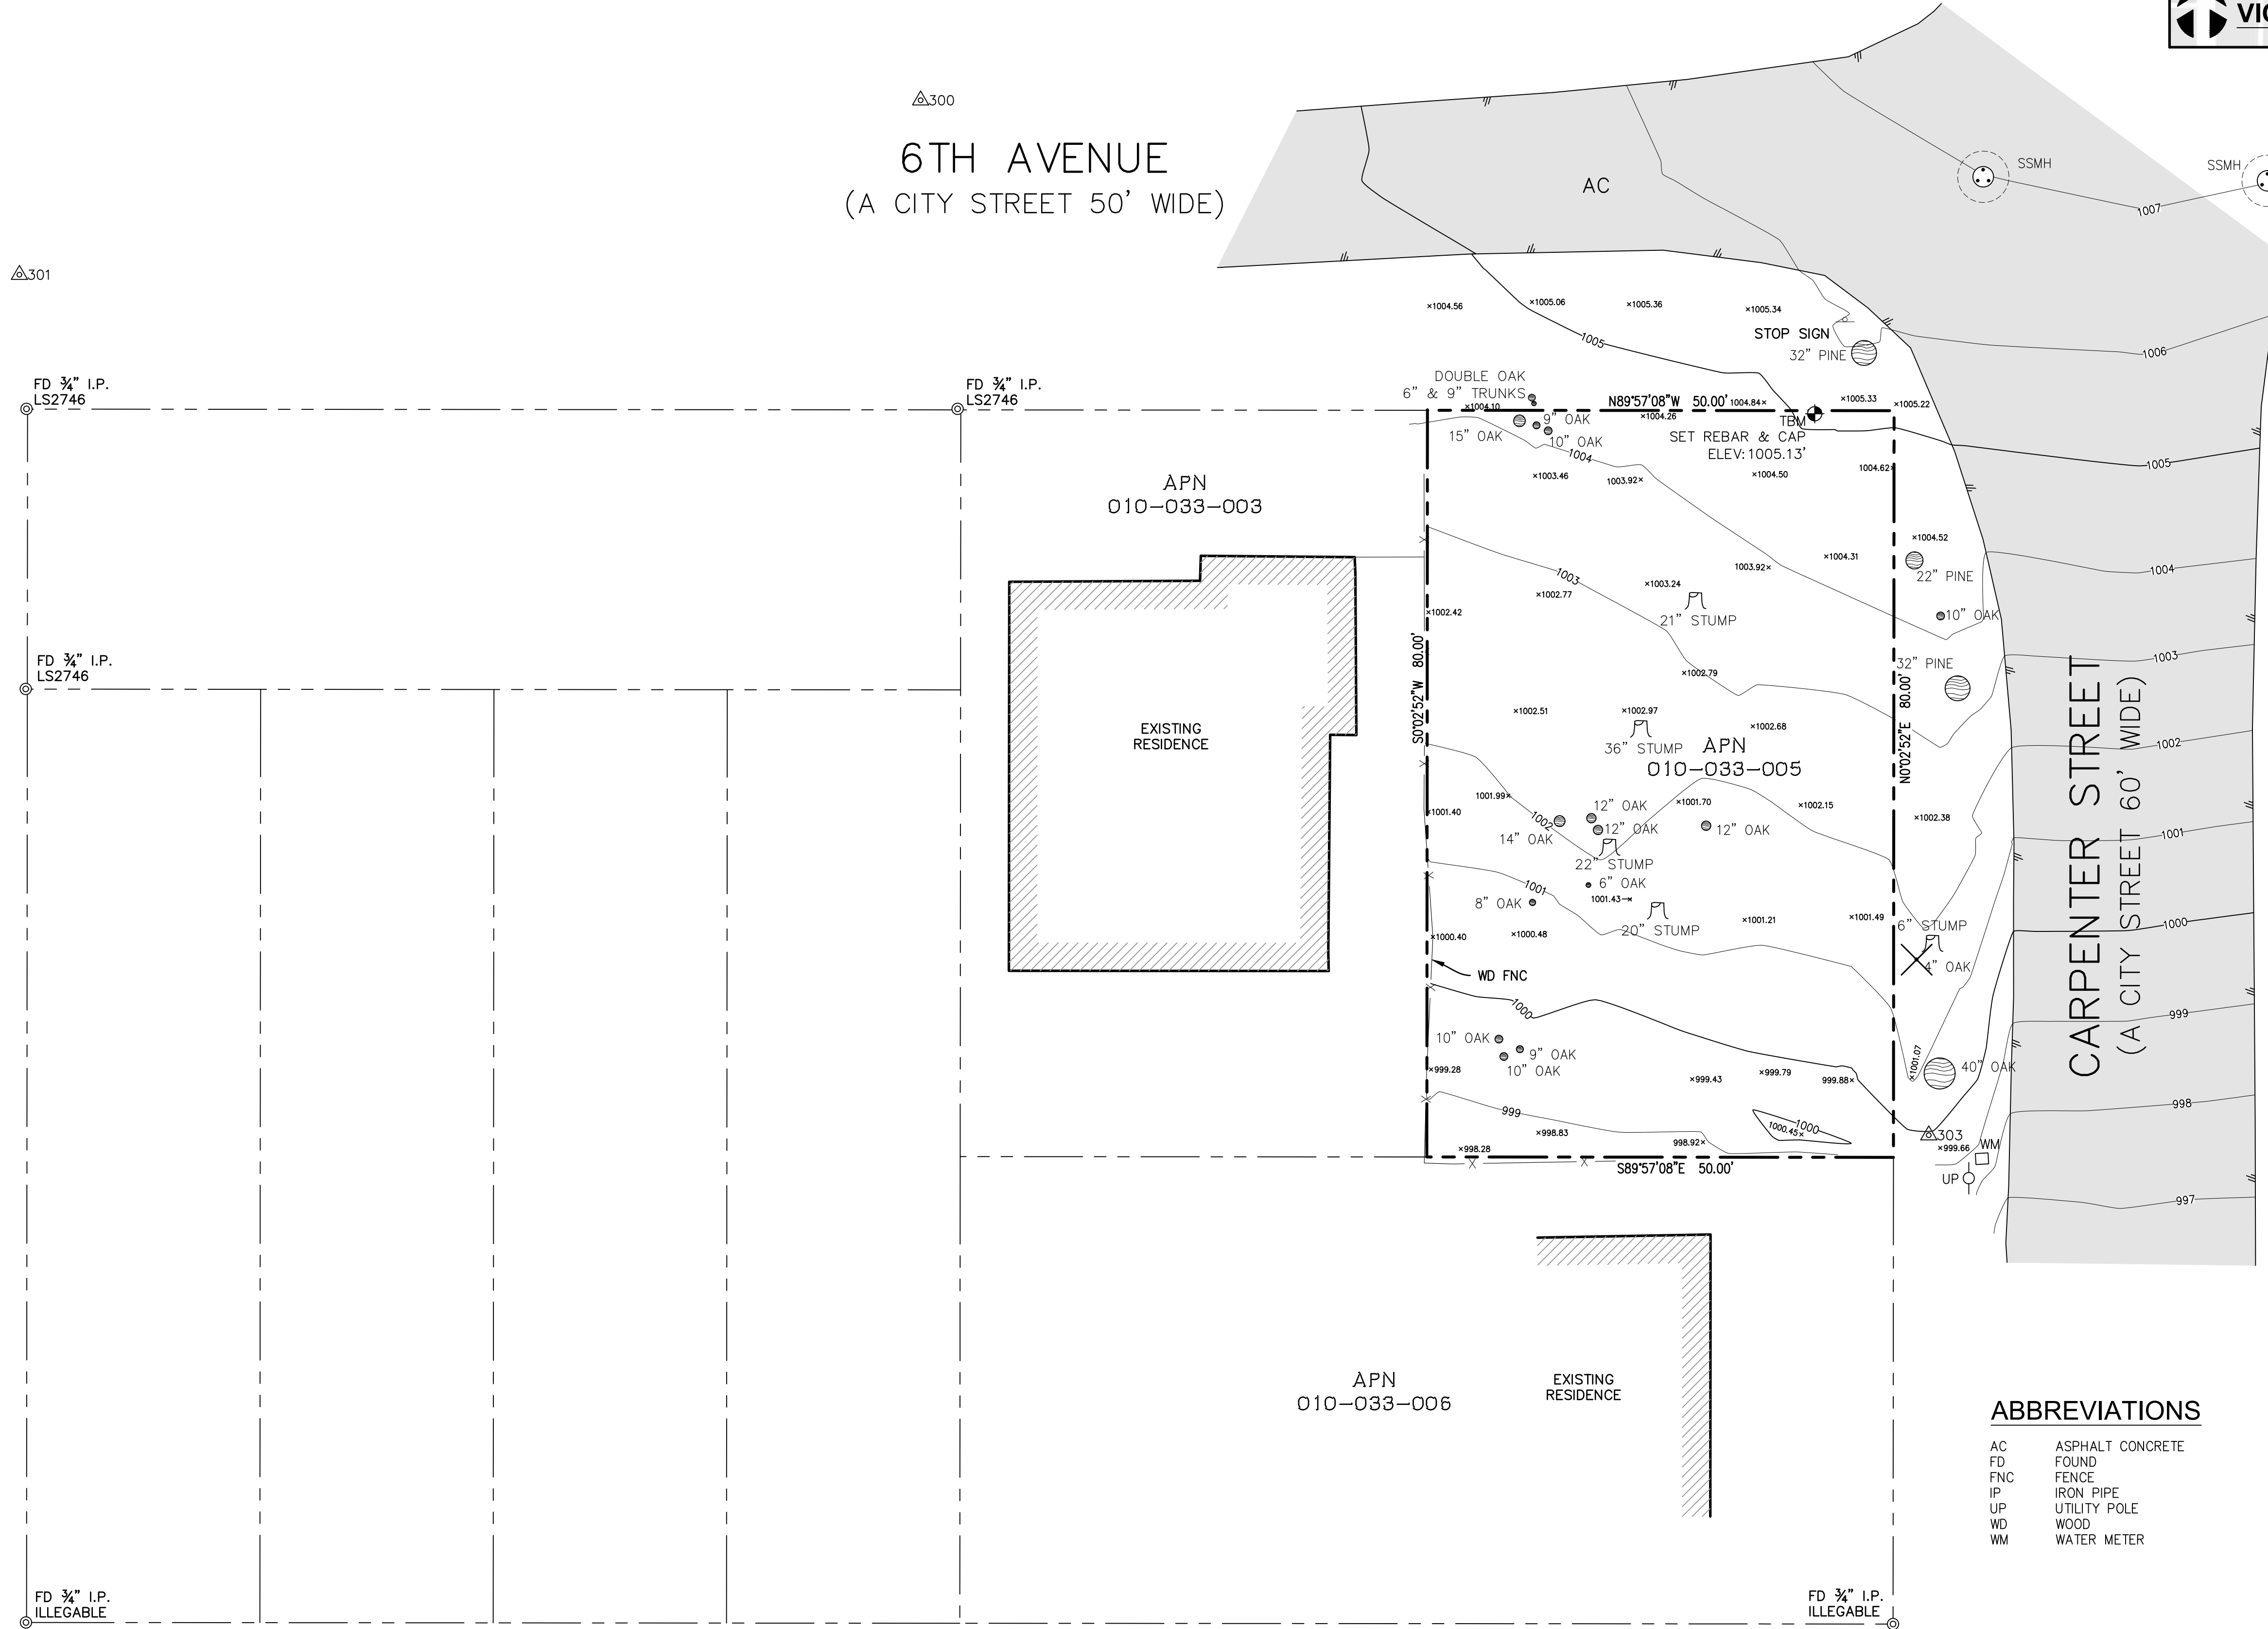 VIC
300
6TH AVENUE
(A CITY STREET 50' WIDE)
AC
SSMH
SSMH
1007
301
×1004.56
×1005.06
×1005.36
×1005.34
STOP SIGN
32" PINE
1005
1006
FD ¾" I.P.
LS2746
FD ¾" I.P.
LS2746
DOUBLE OAK
6" & 9" TRUNKS
×1004.10
N89°57'08"W 50.00'
1004.84×
×1005.33
×1005.22
×1004.26
TBM
SET REBAR & CAP
ELEV: 1005.13'
15" OAK
9" OAK
10" OAK
1004
1005
×1003.46
1003.92×
×1004.50
1004.62×
APN
010-033-003
×1004.52
×1004.31
1003.92×
22" PINE
1004
1003
×1002.77
×1003.24
21" STUMP
×1002.42
10" OAK
FD ¾" I.P.
LS2746
S0°02'52"W 80.00'
32" PINE
1003
×1002.79
N0°02'52"E 80.00'
×1002.51
×1002.97
×1002.68
36" STUMP
EXISTING
RESIDENCE
APN
010-033-005
1002
CARPENTER STREET
(A CITY STREET 60' WIDE)
1001.99×
×1001.40
12" OAK
×1001.70
×1002.15
×1002.38
1002
14" OAK
12" OAK
12" OAK
1001
22" STUMP
1001
6" OAK
8" OAK
1001.43
20" STUMP
×1001.21
×1001.49
6" STUMP
1000
×1000.40
×1000.48
4" OAK
WD FNC
1000
999
10" OAK
9" OAK
10" OAK
×999.28
×999.43
×999.79
999.88×
×1001.07
40" OAK
999
998
1000
1000.45×
×998.83
998.92×
×998.28
303
×999.66
WM
S89°57'08"E 50.00'
UP
997
APN
010-033-006
EXISTING
RESIDENCE
ABBREVIATIONS
AC ASPHALT CONCRETE
FD FOUND
FNC FENCE
IP IRON PIPE
UP UTILITY POLE
WD WOOD
WM WATER METER
FD ¾" I.P.
ILLEGABLE
FD ¾" I.P.
ILLEGABLE